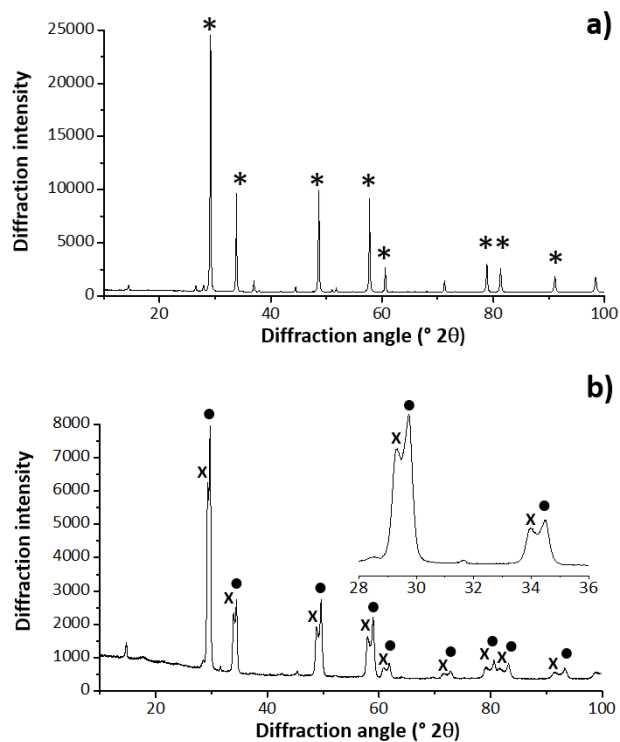 a)
25000
*
20000
15000
Diffraction intensity
10000
* * *
5000
* * * *
0
20 40 60 80 100
Diffraction angle (° 2θ)
b)
8000
7000
6000
5000
4000
3000
2000
1000
0
Diffraction intensity
X ● X ●
28 30 32 34 36
X ● X ● X ● X ● X ● X ● X ● X ● X ●
20 40 60 80 100
Diffraction angle (° 2θ)